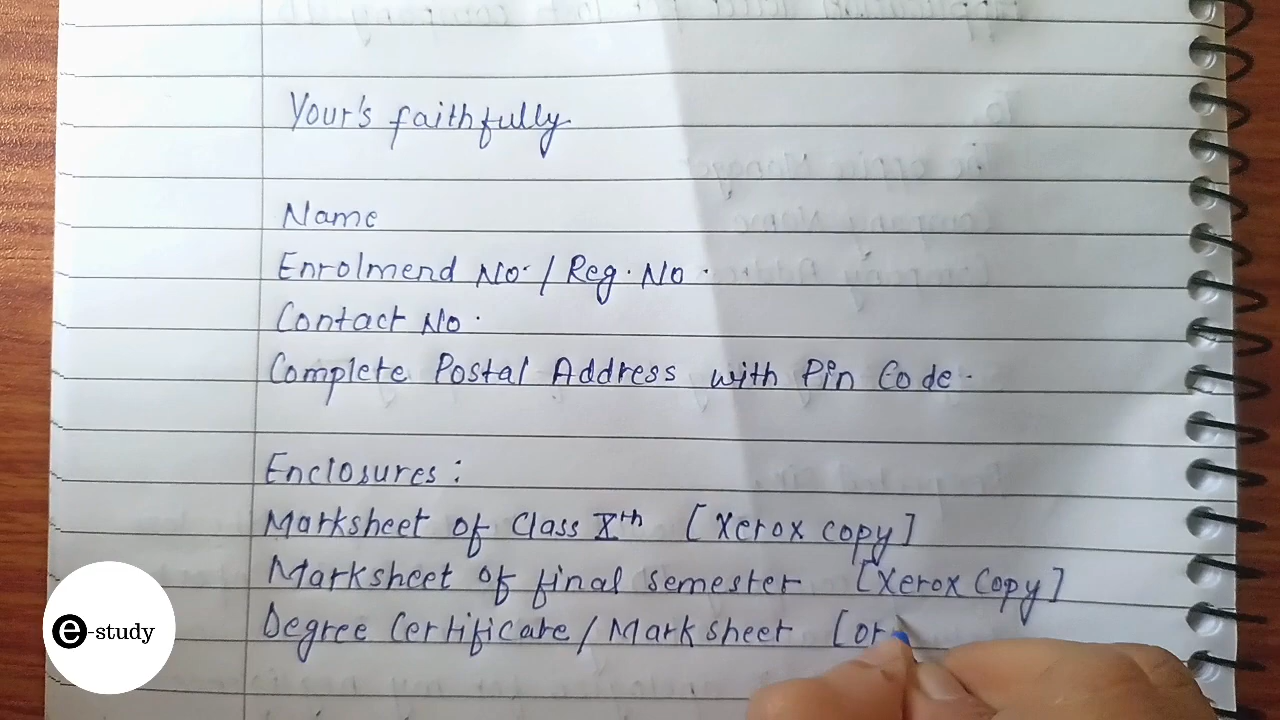 Your's faithfully
Name
Enrolmend No. / Reg. No.
Contact No.
Complete Postal Address with Pin Code.
Enclosures :
Marksheet of Class Xth [Xerox copy]
Marksheet of final semester [Xerox Copy]
Degree Certificate / Marksheet [or
e-study